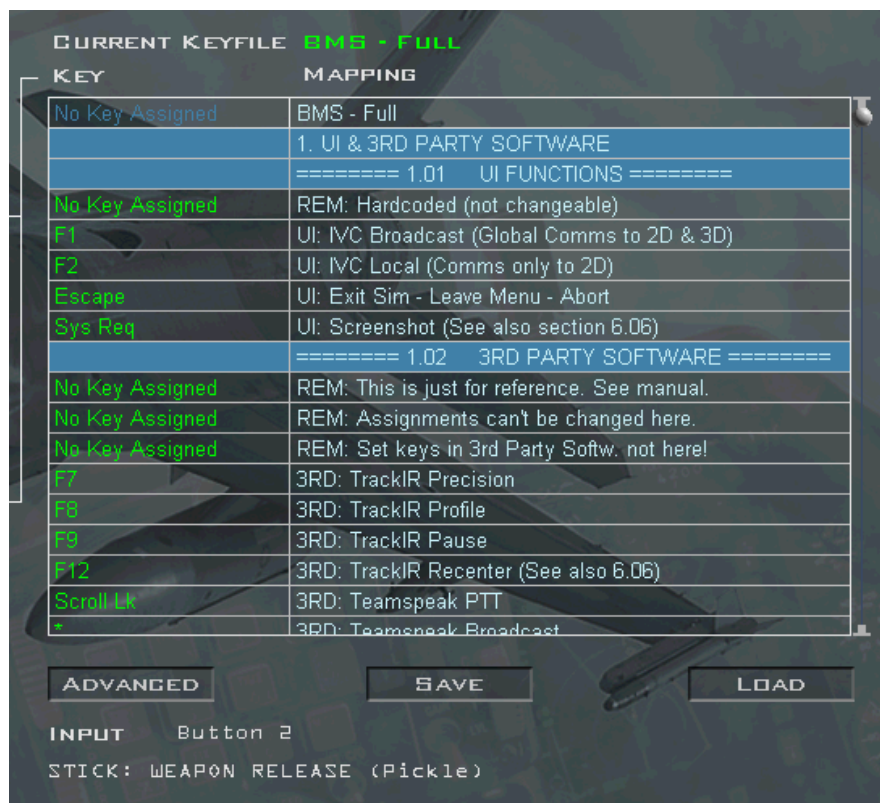 CURRENT KEYFILE BMS - FULL
KEY MAPPING
No Key Assigned BMS - Full
1. UI & 3RD PARTY SOFTWARE
======== 1.01 UI FUNCTIONS ========
No Key Assigned REM: Hardcoded (not changeable)
F1 UI: IVC Broadcast (Global Comms to 2D & 3D)
F2 UI: IVC Local (Comms only to 2D)
Escape UI: Exit Sim - Leave Menu - Abort
Sys Req UI: Screenshot (See also section 6.06)
======== 1.02 3RD PARTY SOFTWARE ========
No Key Assigned REM: This is just for reference. See manual.
No Key Assigned REM: Assignments can't be changed here.
No Key Assigned REM: Set keys in 3rd Party Softw. not here!
F7 3RD: TrackIR Precision
F8 3RD: TrackIR Profile
F9 3RD: TrackIR Pause
F12 3RD: TrackIR Recenter (See also 6.06)
Scroll Lk 3RD: Teamspeak PTT
* 3RD: Teamspeak Broadcast
ADVANCED SAVE LOAD
INPUT Button 2
STICK: WEAPON RELEASE (Pickle)